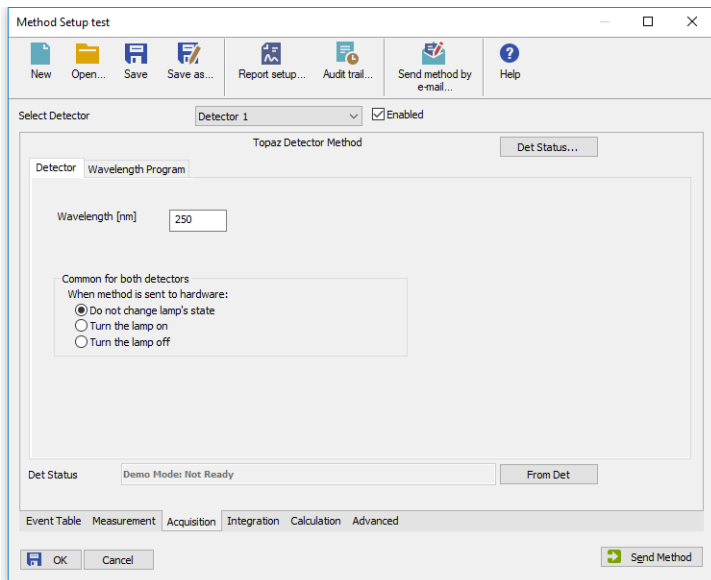 Method Setup test
New Open... Save Save as... Report setup... Audit trail... Send method by e-mail... Help
Select Detector Detector 1 Enabled
Topaz Detector Method Det Status...
Detector Wavelength Program
Wavelength [nm] 250
Common for both detectors
When method is sent to hardware:
Do not change lamp's state
Turn the lamp on
Turn the lamp off
Det Status Demo Mode: Not Ready From Det
Event Table Measurement Acquisition Integration Calculation Advanced
OK Cancel Send Method